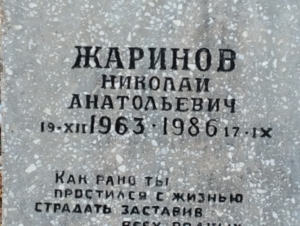 ЖАРИНОВ
НИКОЛАЙ
АНАТОЛЬЕВИЧ
19-XII 1963 - 1986 17-IX
КАК РАНО ТЫ
ПРОСТИЛСЯ С ЖИЗНЬЮ
СТРАДАТЬ ЗАСТАВИВ
ВСЕХ РОДНЫХ